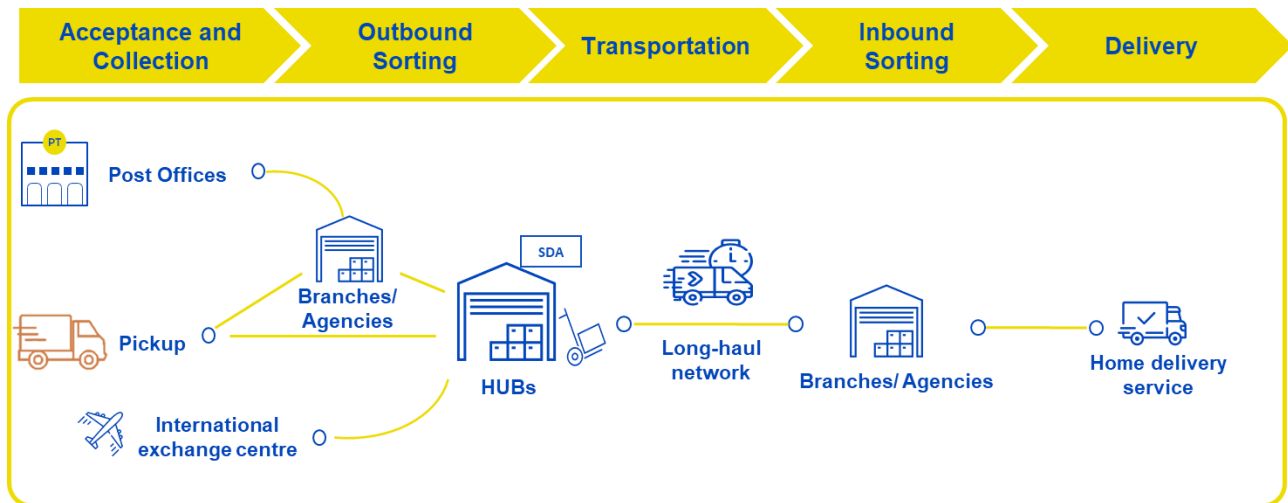 Acceptance and
Collection
Outbound
Sorting
Transportation
Inbound
Sorting
Delivery
PT
Post Offices
SDA
Branches/
Agencies
Pickup
HUBs
Long-haul
network
Branches/ Agencies
Home delivery
service
International
exchange centre